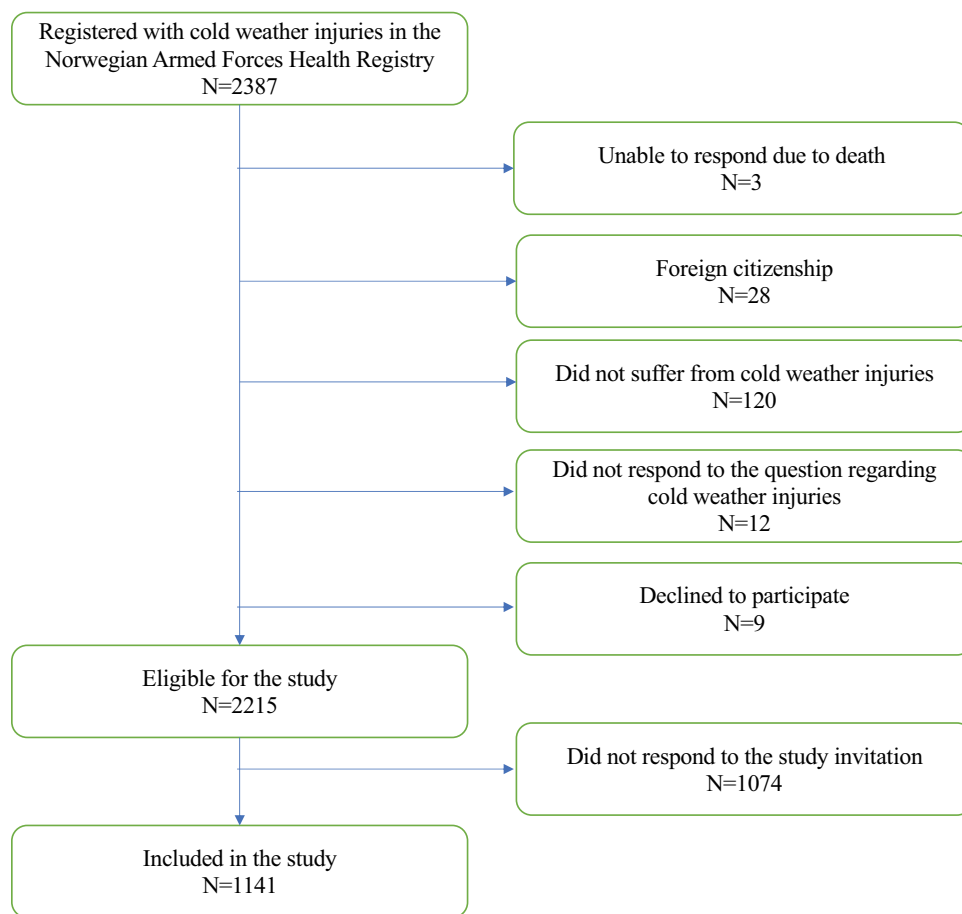 Registered with cold weather injuries in the
Norwegian Armed Forces Health Registry
N=2387
Unable to respond due to death
N=3
Foreign citizenship
N=28
Did not suffer from cold weather injuries
N=120
Did not respond to the question regarding
cold weather injuries
N=12
Declined to participate
N=9
Eligible for the study
N=2215
Did not respond to the study invitation
N=1074
Included in the study
N=1141